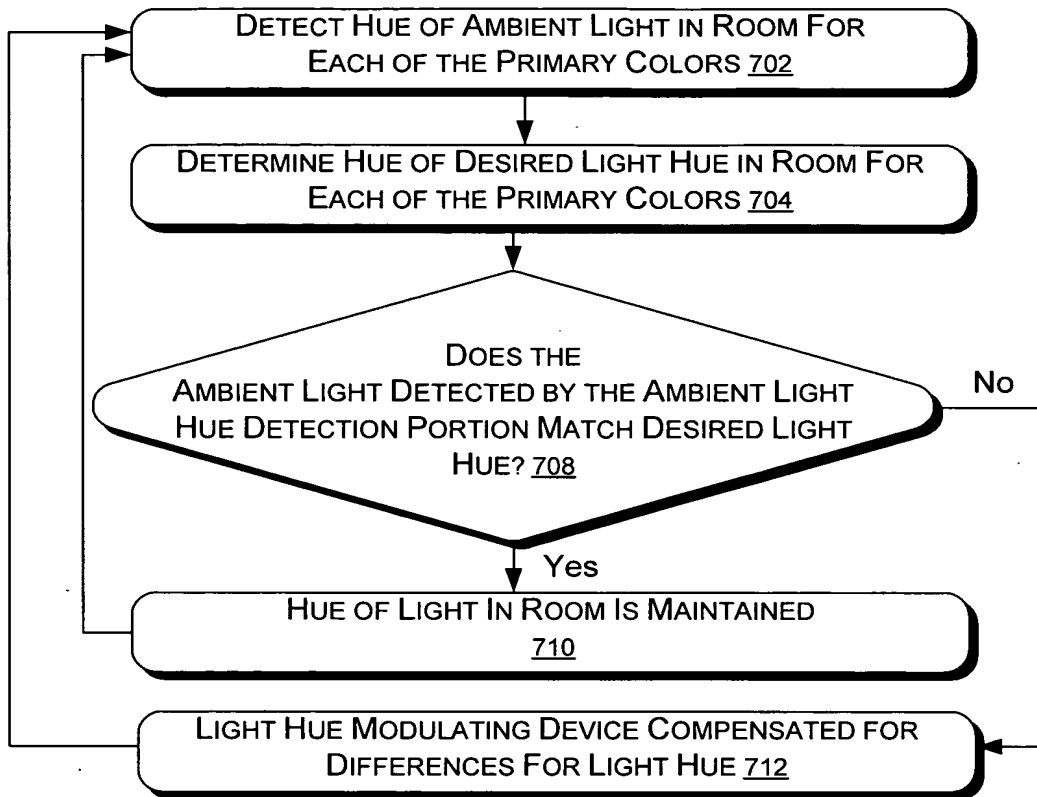 DETECT HUE OF AMBIENT LIGHT IN ROOM FOR
EACH OF THE PRIMARY COLORS 702
DETERMINE HUE OF DESIRED LIGHT HUE IN ROOM FOR
EACH OF THE PRIMARY COLORS 704
DOES THE
AMBIENT LIGHT DETECTED BY THE AMBIENT LIGHT
HUE DETECTION PORTION MATCH DESIRED LIGHT
HUE? 708
No
Yes
HUE OF LIGHT IN ROOM IS MAINTAINED
710
LIGHT HUE MODULATING DEVICE COMPENSATED FOR
DIFFERENCES FOR LIGHT HUE 712